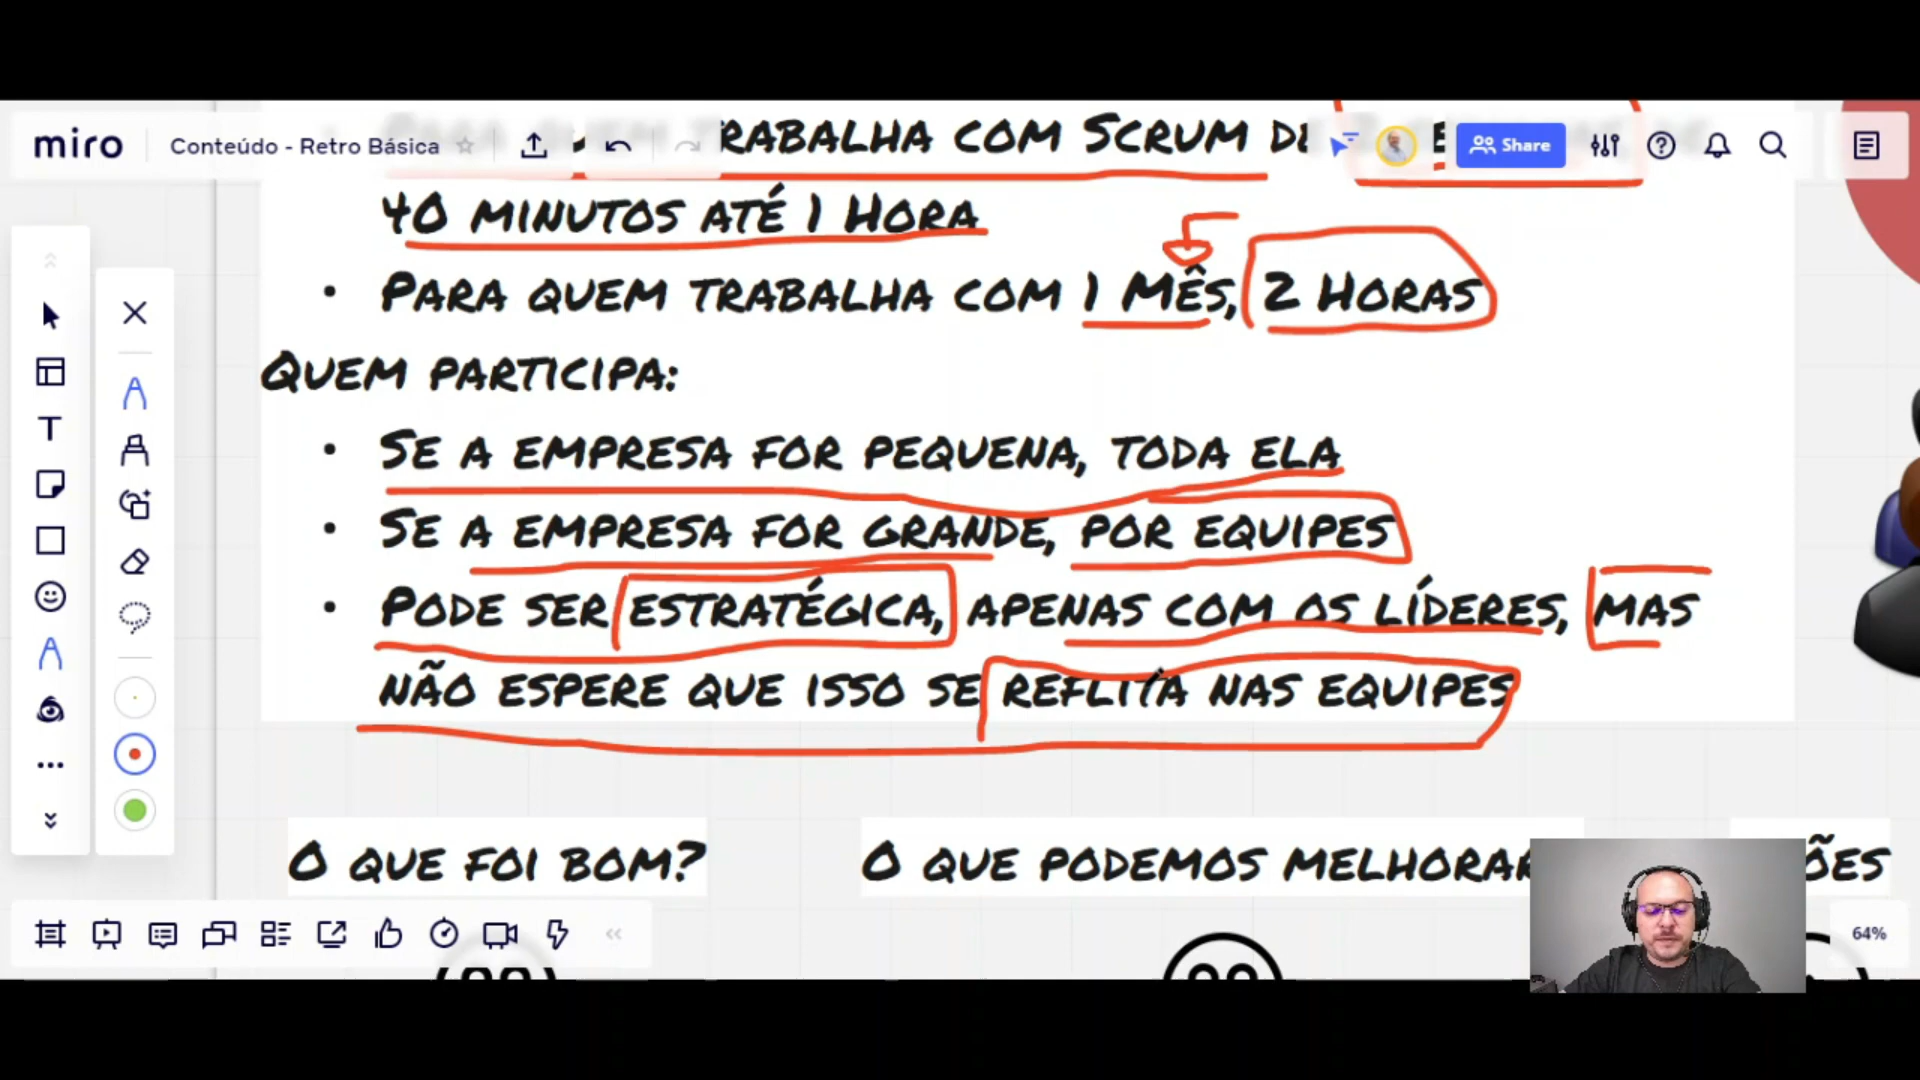 miro
Conteúdo - Retro Básica
Share
trabalha com Scrum de
40 minutos até 1 Hora
• Para quem trabalha com 1 Mês, 2 Horas
Quem participa:
• Se a empresa for pequena, toda ela
• Se a empresa for grande, por equipes
• Pode ser estratégica, apenas com os líderes, mas
não espere que isso se reflita nas equipes
O que foi bom?
O que podemos melhorar
ões
64%